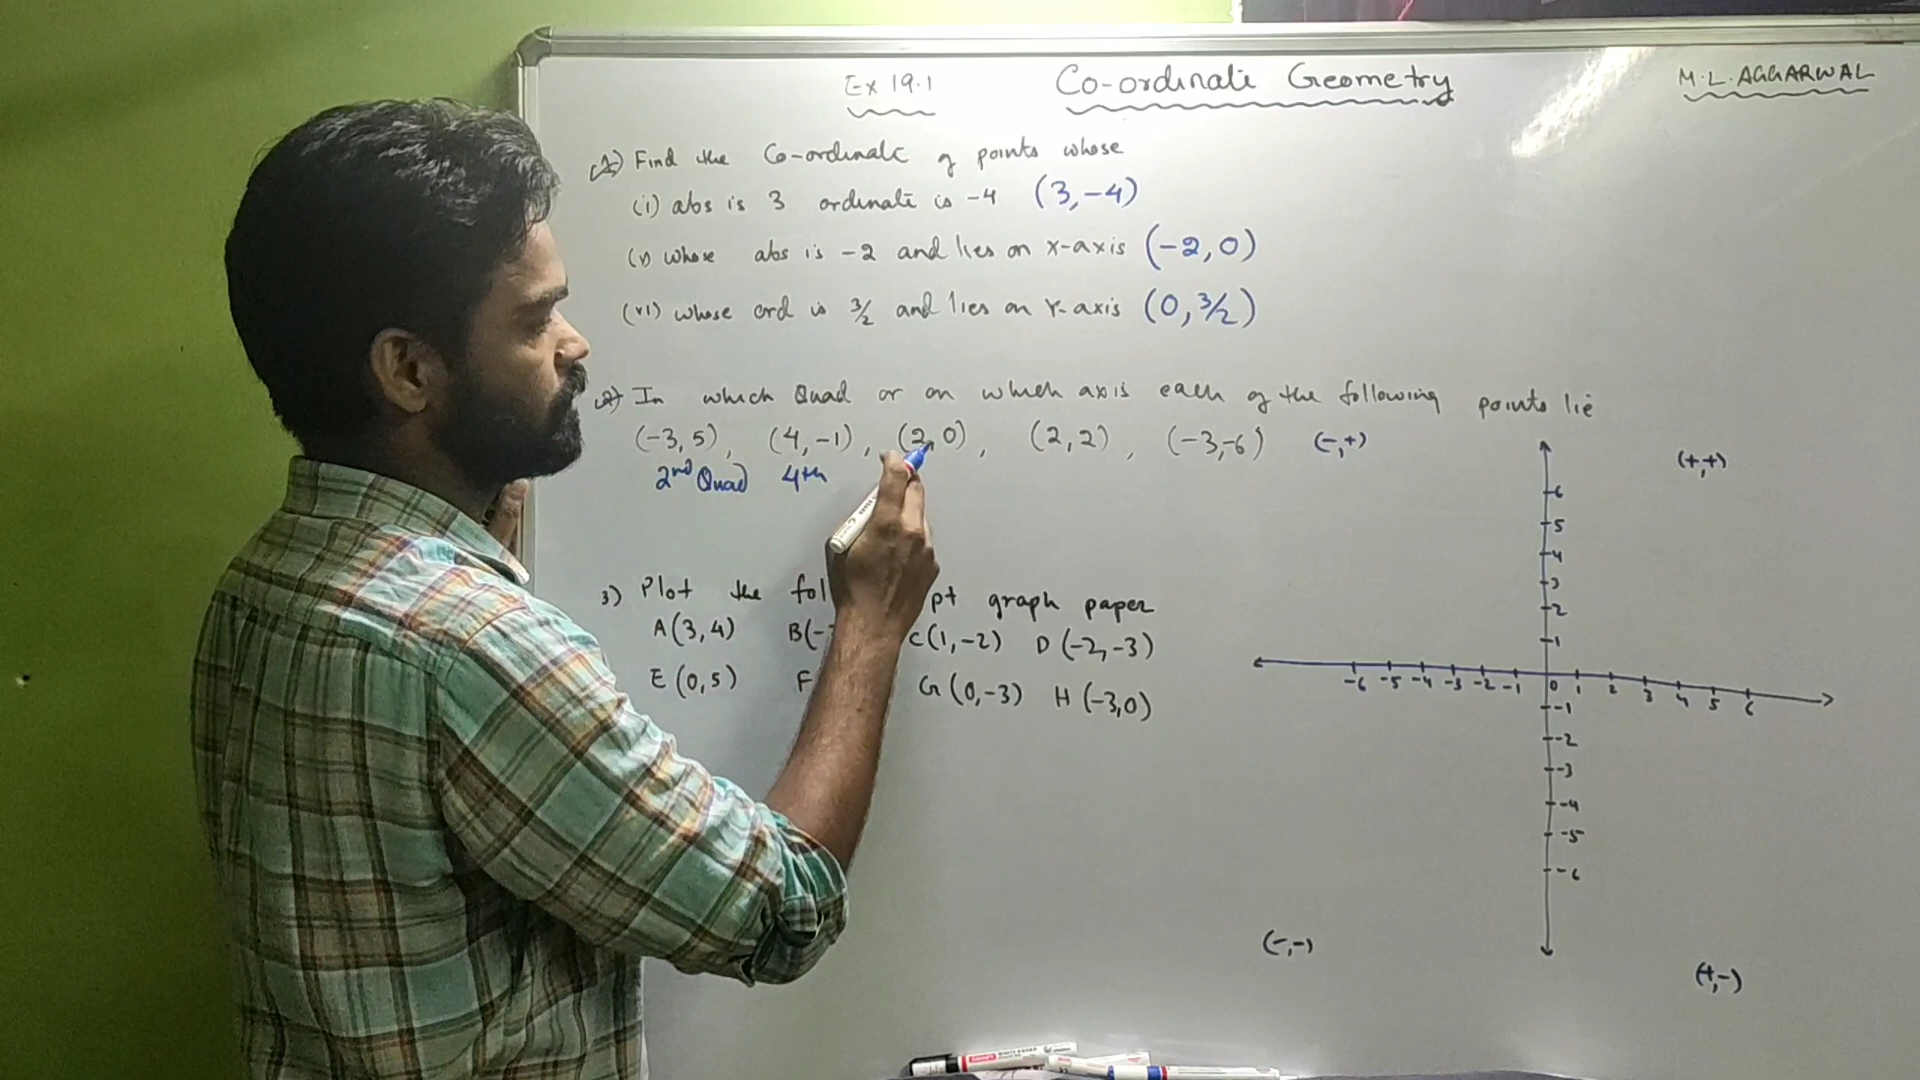 Ex 19.1 Co-ordinate Geometry M.L. AGGARWAL
1) Find the Co-ordinate of points whose
(i) abs is 3 ordinate is -4 (3,-4)
(v) whose abs is -2 and lies on x-axis (-2,0)
(vi) whose ord is 3/2 and lies on Y-axis (0,3/2)
2) In which Quad or on which axis each of the following points lie
(-3,5), (4,-1), (2,0), (2,2), (-3,-6) (-,+) (+,+)
2nd Quad 4th
3) Plot the fol pt graph paper
A(3,4) B(- C(1,-2) D(-2,-3)
E(0,5) F G(0,-3) H(-3,0)
6
5
4
3
2
1
-6 -5 -4 -3 -2 -1 0 1 2 3 4 5 6
-1
-2
-3
-4
-5
-6
(-,-) (+,-)